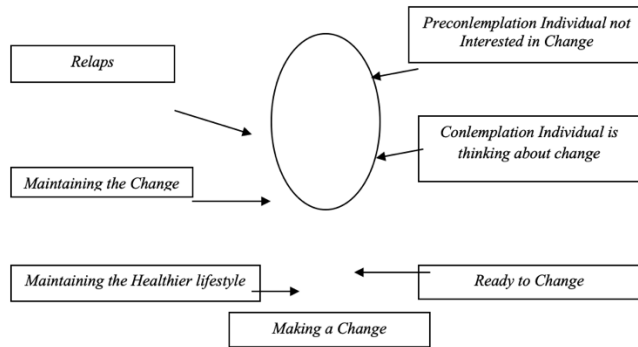 Preconlemplation Individual not
Interested in Change
Relaps
Conlemplation Individual is
thinking about change
Maintaining the Change
Maintaining the Healthier lifestyle
Ready to Change
Making a Change